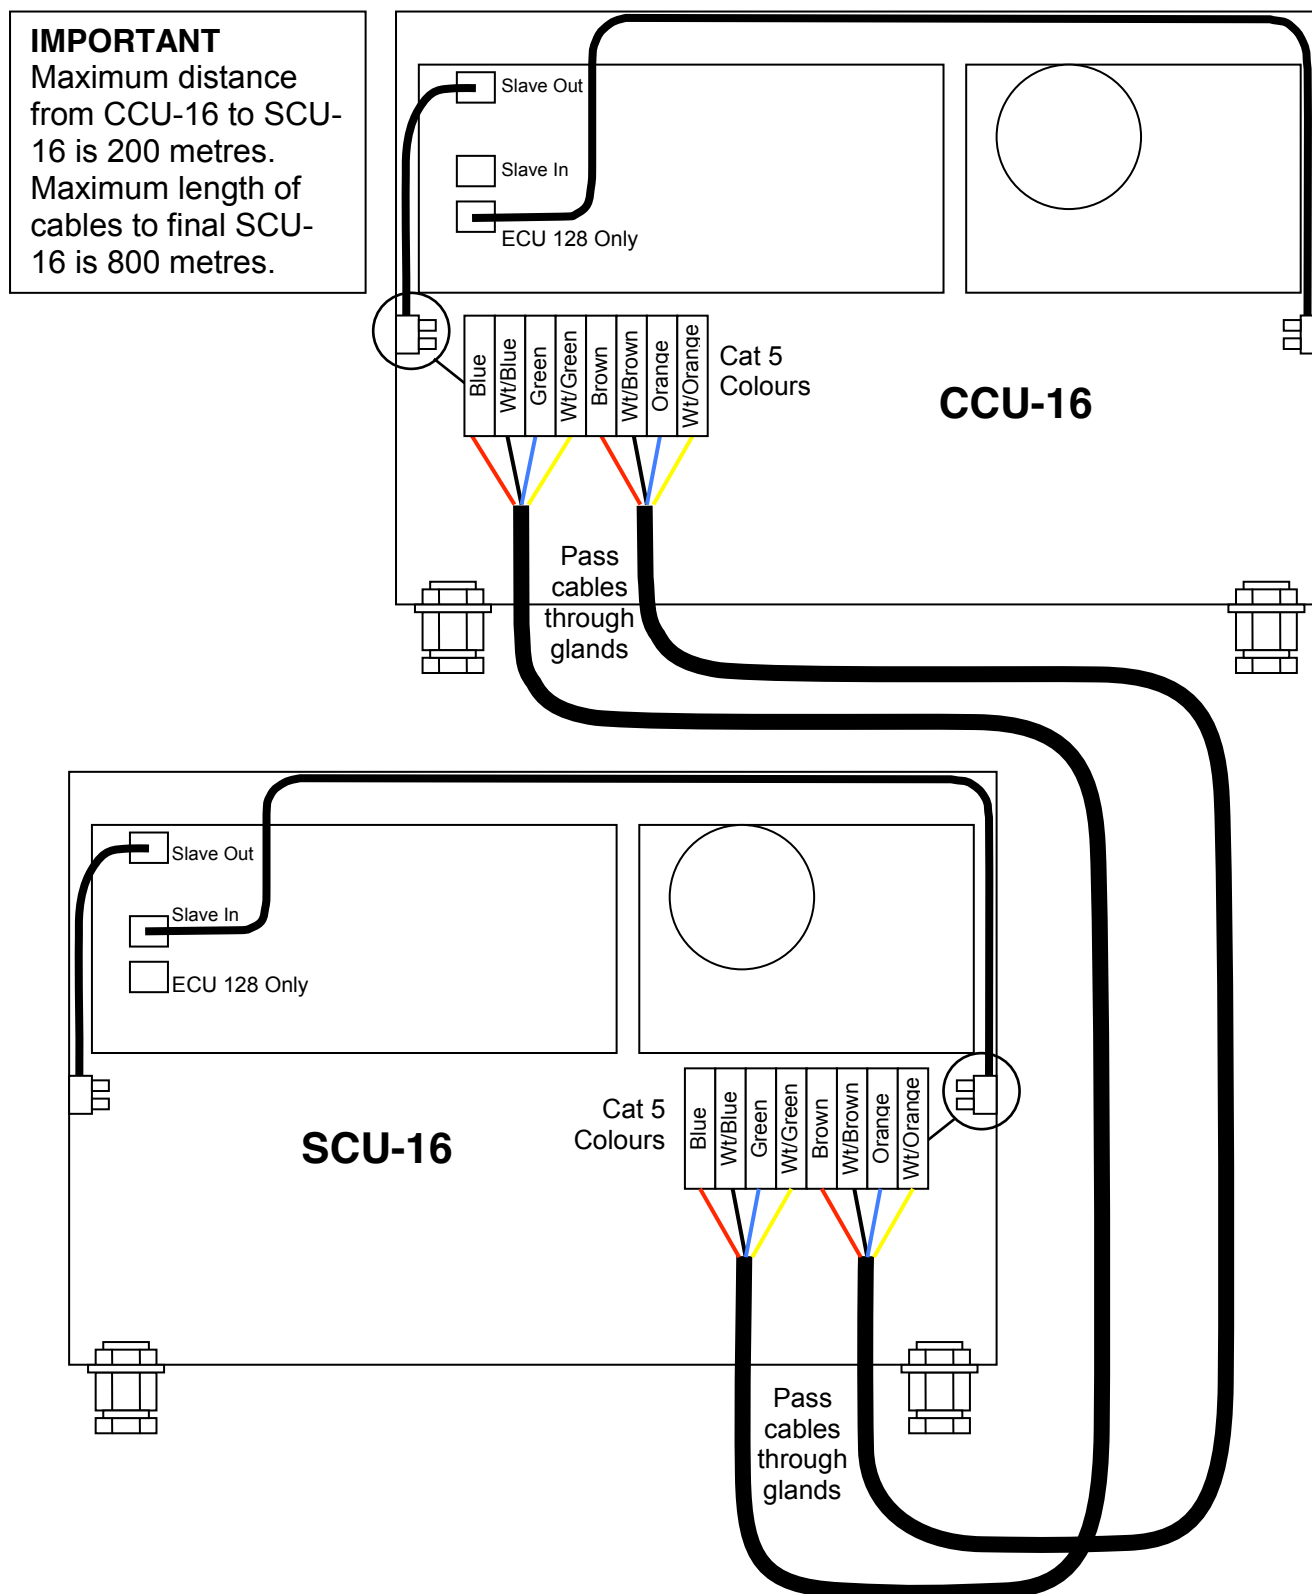 IMPORTANT
Maximum distance
from CCU-16 to SCU-
16 is 200 metres.
Maximum length of
cables to final SCU-
16 is 800 metres.
Slave Out
Slave In
ECU 128 Only
Blue
Wt/Blue
Green
Wt/Green
Brown
Wt/Brown
Orange
Wt/Orange
Cat 5
Colours
CCU-16
Pass
cables
through
glands
Slave Out
Slave In
ECU 128 Only
SCU-16
Cat 5
Colours
Blue
Wt/Blue
Green
Wt/Green
Brown
Wt/Brown
Orange
Wt/Orange
Pass
cables
through
glands